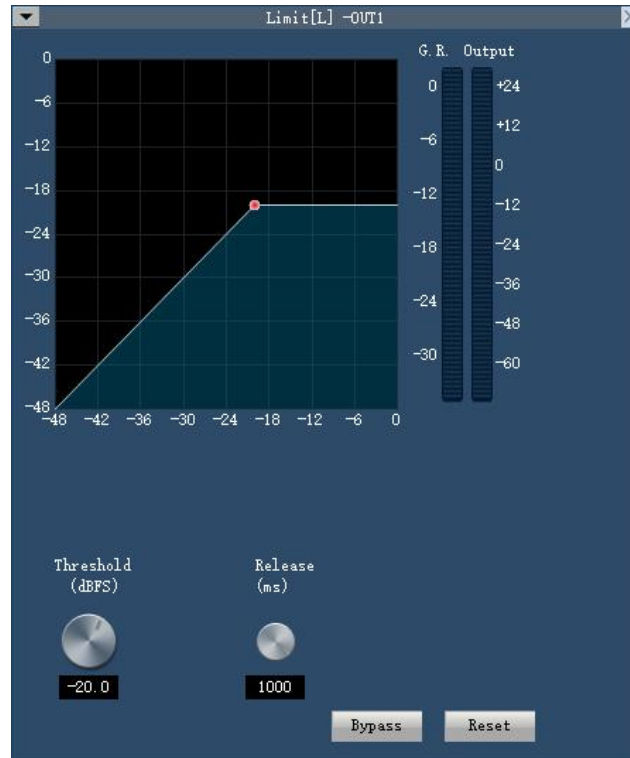 Limit[L] -OUT1
G.R. Output
0
-6
-12
-18
-24
-30
-36
-42
-48
-48 -42 -36 -30 -24 -18 -12 -6 0
0
-6
-12
-18
-24
-30
+24
+12
0
-12
-24
-36
-48
-60
Threshold
(dBFS)
Release
(ms)
-20.0
1000
Bypass
Reset